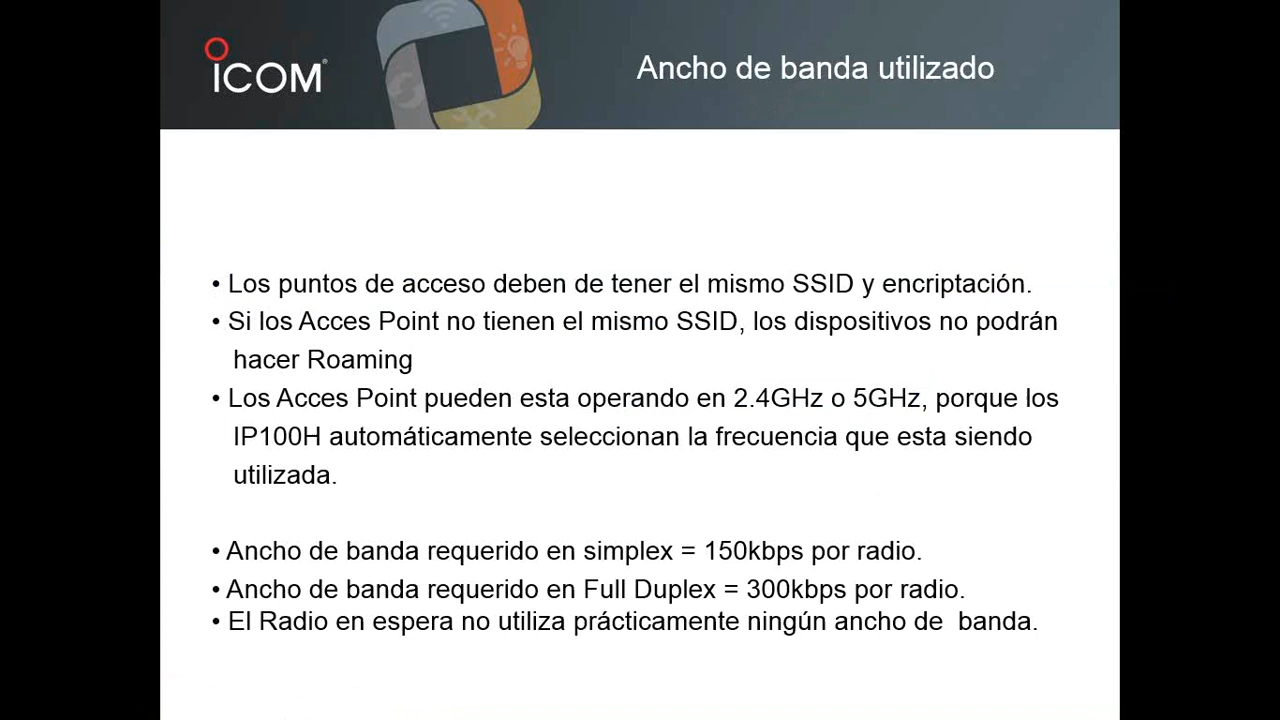 ICOM®
Ancho de banda utilizado
• Los puntos de acceso deben de tener el mismo SSID y encriptación.
• Si los Acces Point no tienen el mismo SSID, los dispositivos no podrán
hacer Roaming
• Los Acces Point pueden esta operando en 2.4GHz o 5GHz, porque los
IP100H automáticamente seleccionan la frecuencia que esta siendo
utilizada.
• Ancho de banda requerido en simplex = 150kbps por radio.
• Ancho de banda requerido en Full Duplex = 300kbps por radio.
• El Radio en espera no utiliza prácticamente ningún ancho de  banda.